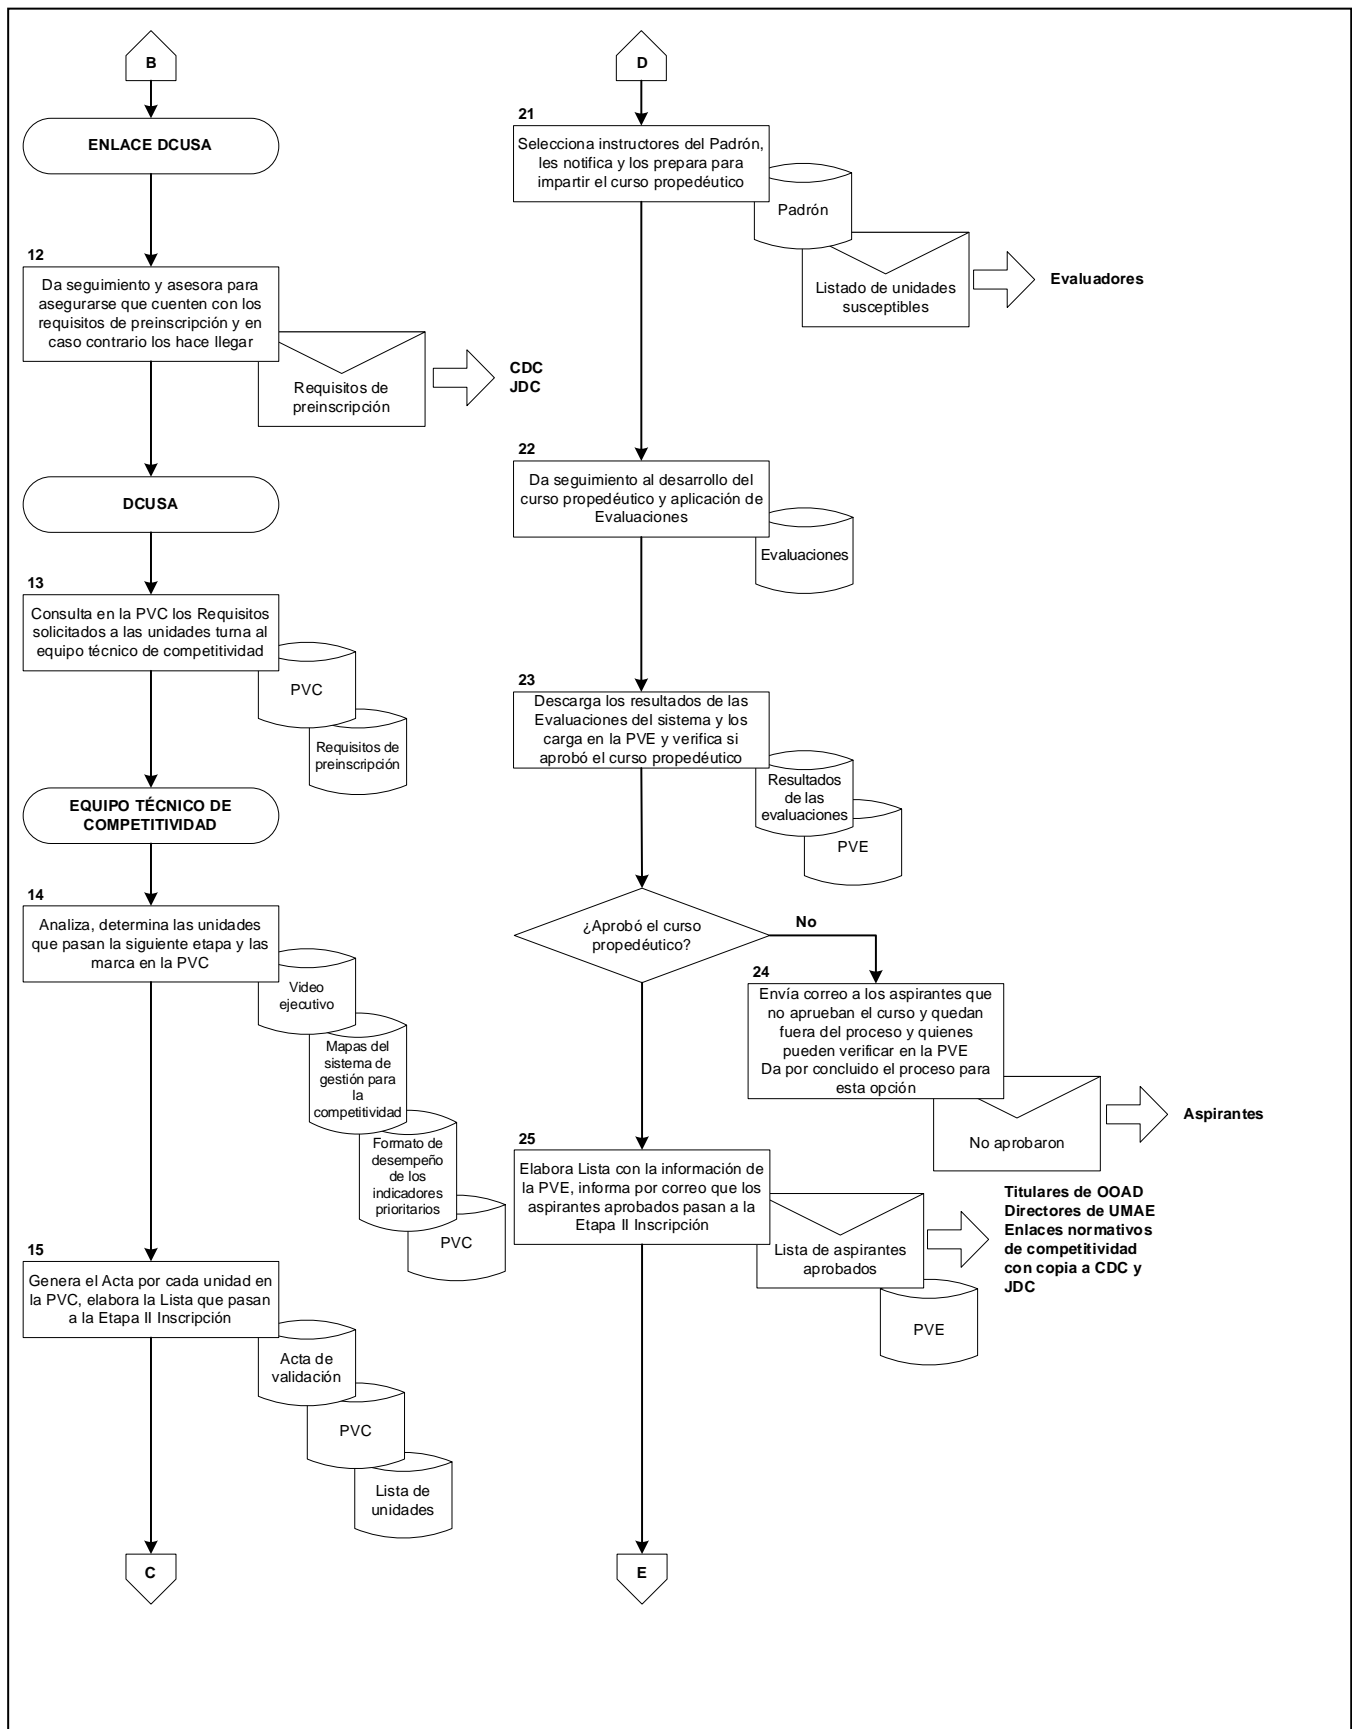 B
ENLACE DCUSA
12
Da seguimiento y asesora para
asegurarse que cuenten con los
requisitos de preinscripción y en
caso contrario los hace llegar
Requisitos de
preinscripción
CDC
JDC
DCUSA
13
Consulta en la PVC los Requisitos
solicitados a las unidades turna al
equipo técnico de competitividad
PVC
Requisitos de
preinscripción
EQUIPO TÉCNICO DE
COMPETITIVIDAD
14
Analiza, determina las unidades
que pasan la siguiente etapa y las
marca en la PVC
Video
ejecutivo
Mapas del
sistema de
gestión para
la
competitividad
Formato de
desempeño
de los
indicadores
prioritarios
PVC
15
Genera el Acta por cada unidad en
la PVC, elabora la Lista que pasan
a la Etapa II Inscripción
Acta de
validación
PVC
Lista de
unidades
C
D
21
Selecciona instructores del Padrón,
les notifica y los prepara para
impartir el curso propedéutico
Padrón
Listado de unidades
susceptibles
Evaluadores
22
Da seguimiento al desarrollo del
curso propedéutico y aplicación de
Evaluaciones
Evaluaciones
23
Descarga los resultados de las
Evaluaciones del sistema y los
carga en la PVE y verifica si
aprobó el curso propedéutico
Resultados
de las
evaluaciones
PVE
¿Aprobó el curso
propedéutico?
No
24
Envía correo a los aspirantes que
no aprueban el curso y quedan
fuera del proceso y quienes
pueden verificar en la PVE
Da por concluido el proceso para
esta opción
No aprobaron
Aspirantes
25
Elabora Lista con la información de
la PVE, informa por correo que los
aspirantes aprobados pasan a la
Etapa II Inscripción
Lista de aspirantes
aprobados
PVE
Titulares de OOAD
Directores de UMAE
Enlaces normativos
de competitividad
con copia a CDC y
JDC
E